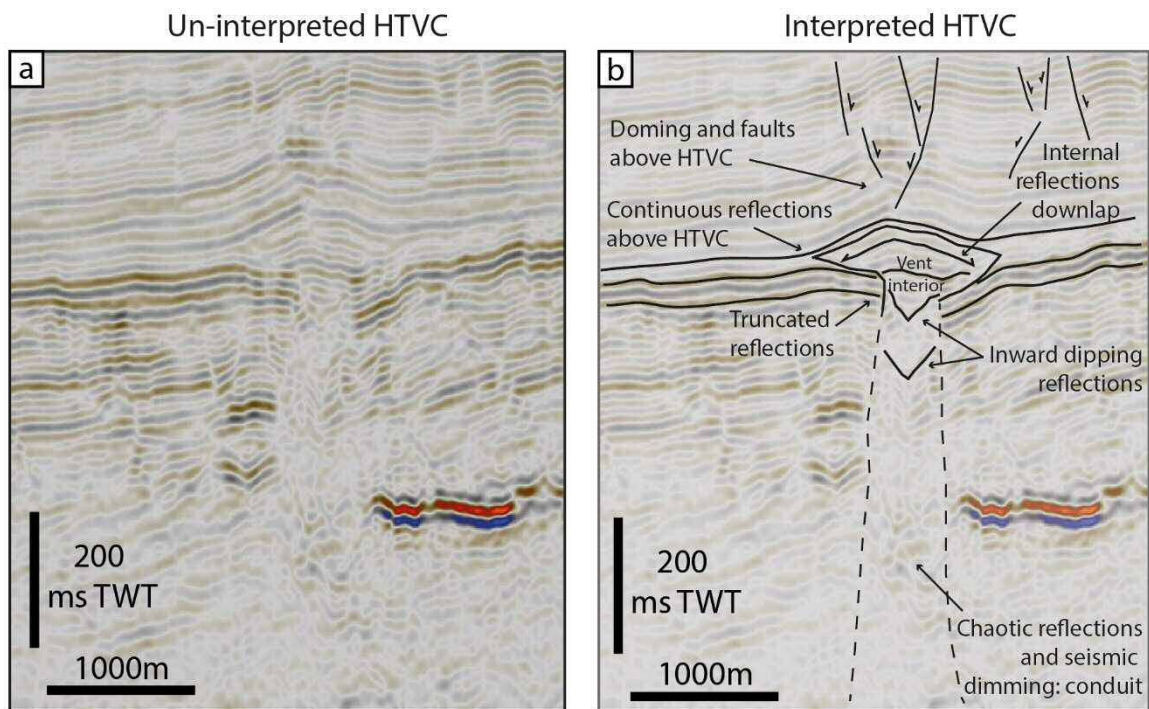 Un-interpreted HTVC
a
200
ms TWT
1000m
Interpreted HTVC
b
Doming and faults
above HTVC
Internal
reflections
downlap
Continuous reflections
above HTVC
Vent
interior
Truncated
reflections
Inward dipping
reflections
200
ms TWT
Chaotic reflections
and seismic
dimming: conduit
1000m